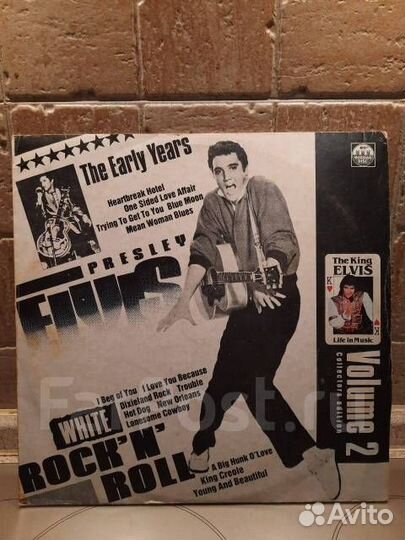 The Early Years
Heartbreak Hotel
One Sided Love Affair
Trying To Get To You Blue Moon
Mean Woman Blues
PRESLEY
ELVIS
I Beg of You I Love You Because
Dixieland Rock Trouble
Hot Dog New Orleans
Lonesome Cowboy
WHITE
ROCK'N'
ROLL
A Big Hunk O'Love
King Creole
Young And Beautiful
RUSSIAN
DISC
The King
ELVIS
K
K
Life in Music
Volume 2
Collectors edition
FarPost.ru
Avito